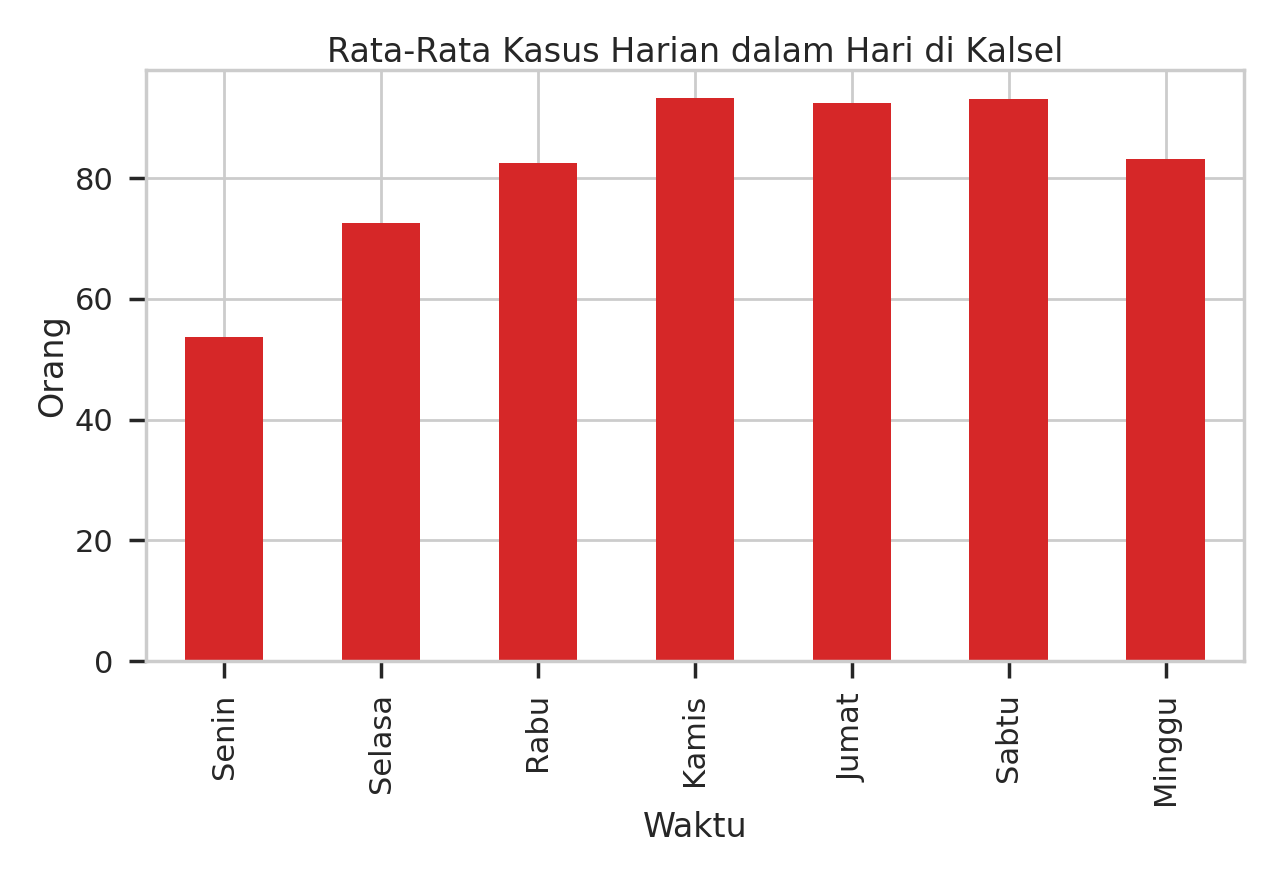 Rata-Rata Kasus Harian dalam Hari di Kalsel
Orang
80
60
40
20
0
Senin
Selasa
Rabu
Kamis
Jumat
Sabtu
Minggu
Waktu